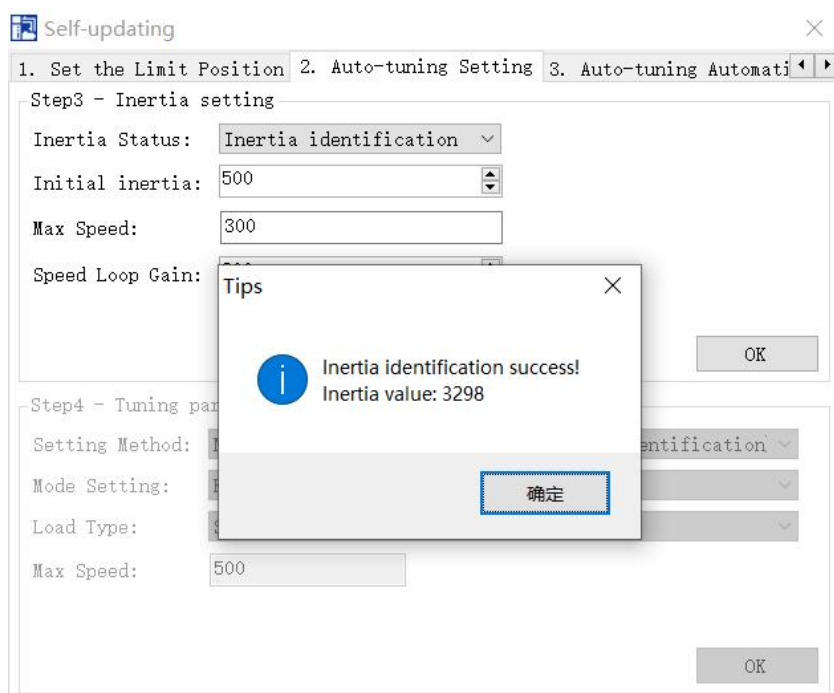 Self-updating
1. Set the Limit Position 2. Auto-tuning Setting 3. Auto-tuning Automati
Step3 - Inertia setting
Inertia Status: Inertia identification
Initial inertia: 500
Max Speed: 300
Speed Loop Gain:
Tips
Inertia identification success!
Inertia value: 3298
确定
OK
Step4 - Tuning par
Setting Method: entification
Mode Setting:
Load Type:
Max Speed: 500
OK